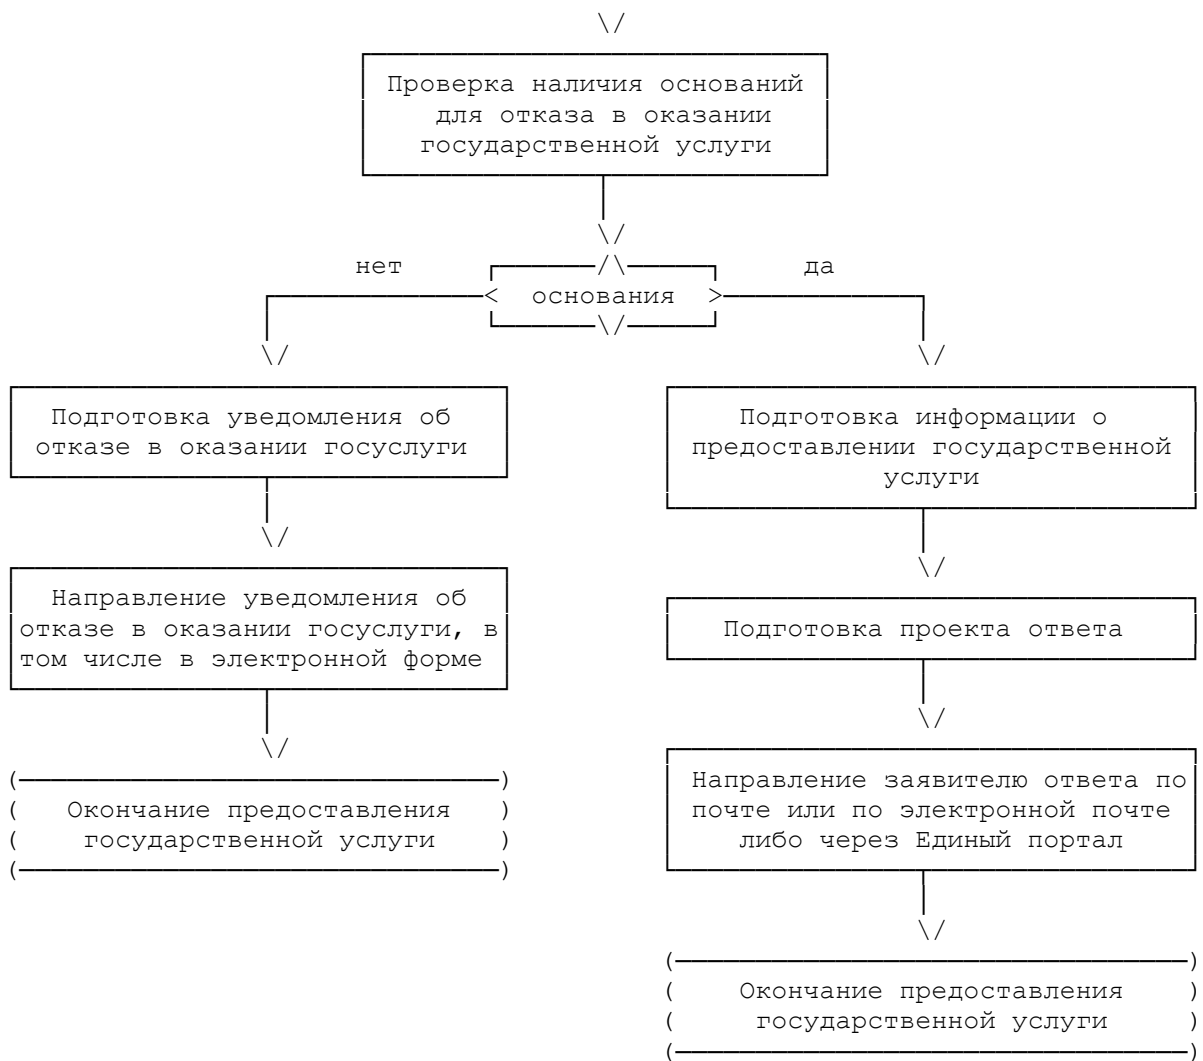 Проверка наличия оснований
для отказа в оказании
государственной услуги
нет
да
основания
Подготовка уведомления об
отказе в оказании госуслуги
Подготовка информации о
предоставлении государственной
услуги
Направление уведомления об
отказе в оказании госуслуги, в
том числе в электронной форме
Подготовка проекта ответа
Окончание предоставления
государственной услуги
Направление заявителю ответа по
почте или по электронной почте
либо через Единый портал
Окончание предоставления
государственной услуги